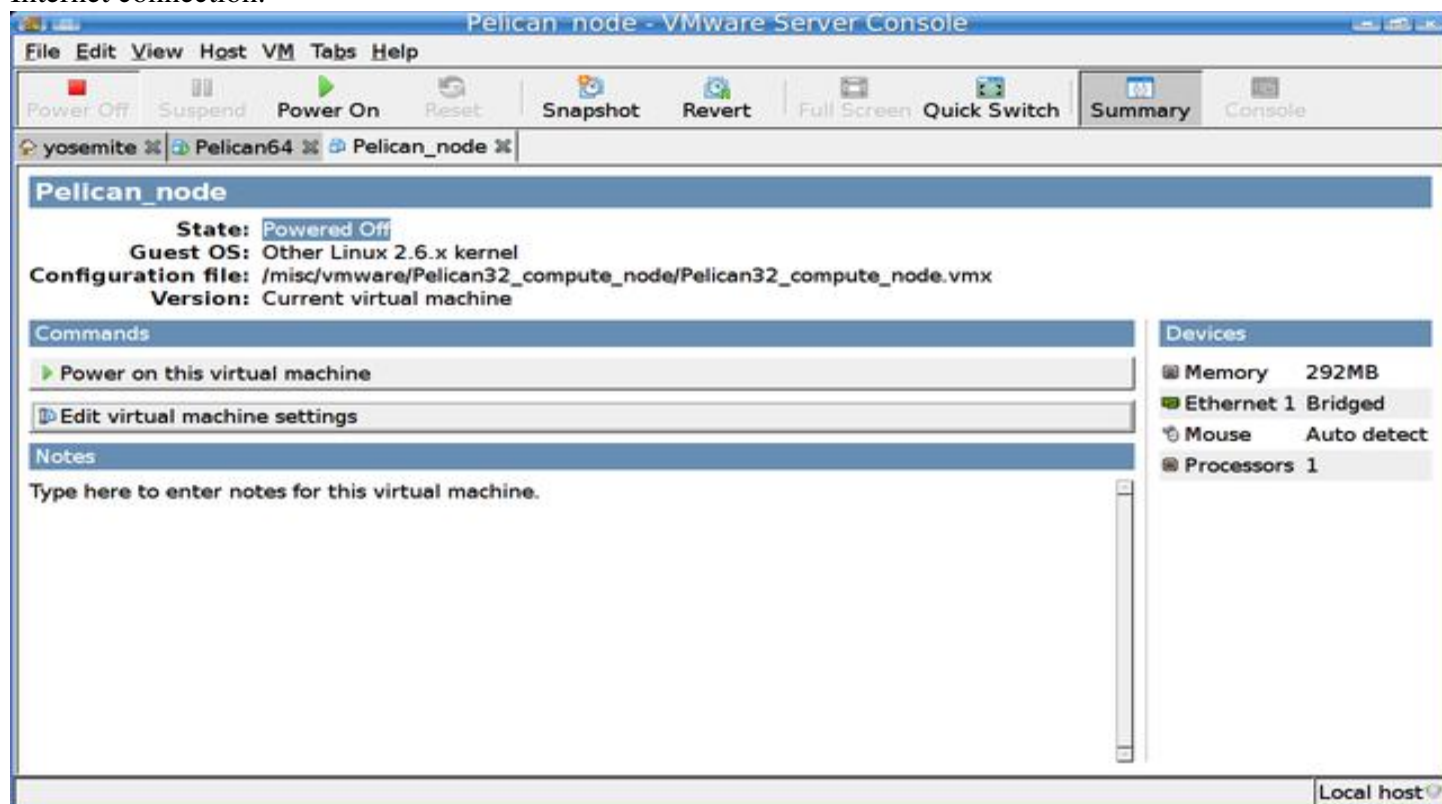 Internet connection.
Pelican_node - VMware Server Console
File Edit View Host VM Tabs Help
Power Off Suspend Power On Reset Snapshot Revert Full Screen Quick Switch Summary Console
yosemite Pelican64 Pelican_node
Pelican_node
State: Powered Off
Guest OS: Other Linux 2.6.x kernel
Configuration file: /misc/vmware/Pelican32_compute_node/Pelican32_compute_node.vmx
Version: Current virtual machine
Commands
Power on this virtual machine
Edit virtual machine settings
Notes
Type here to enter notes for this virtual machine.
Devices
Memory 292MB
Ethernet 1 Bridged
Mouse Auto detect
Processors 1
Local host